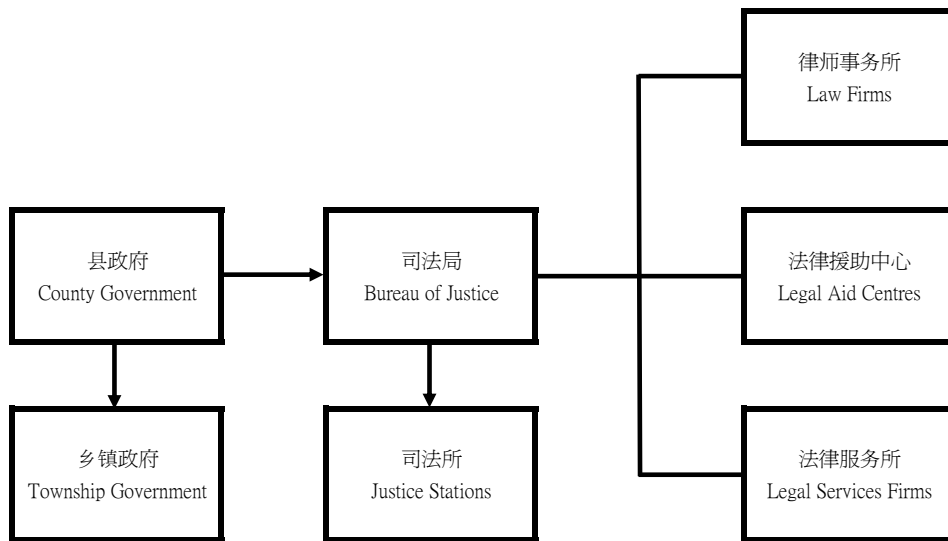 律师事务所
Law Firms
县政府
County Government
司法局
Bureau of Justice
法律援助中心
Legal Aid Centres
乡镇政府
Township Government
司法所
Justice Stations
法律服务所
Legal Services Firms